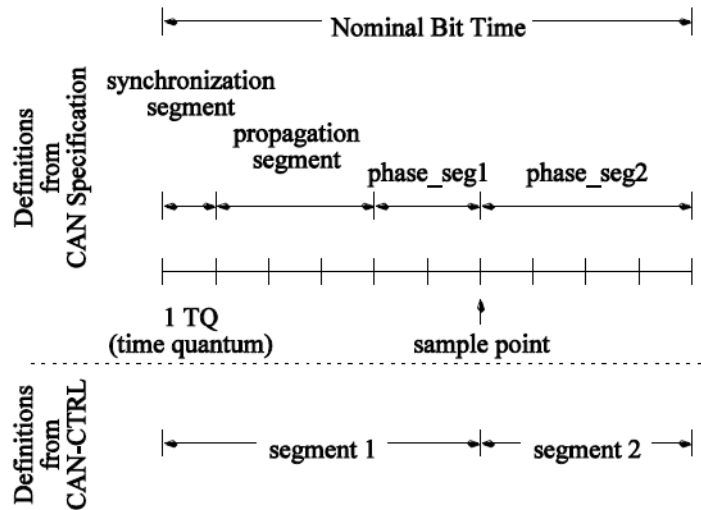 Nominal Bit Time
synchronization
segment
propagation
segment
phase_seg1
phase_seg2
Definitions
from
CAN Specification
1 TQ
(time quantum)
sample point
Definitions
from
CAN-CTRL
segment 1
segment 2